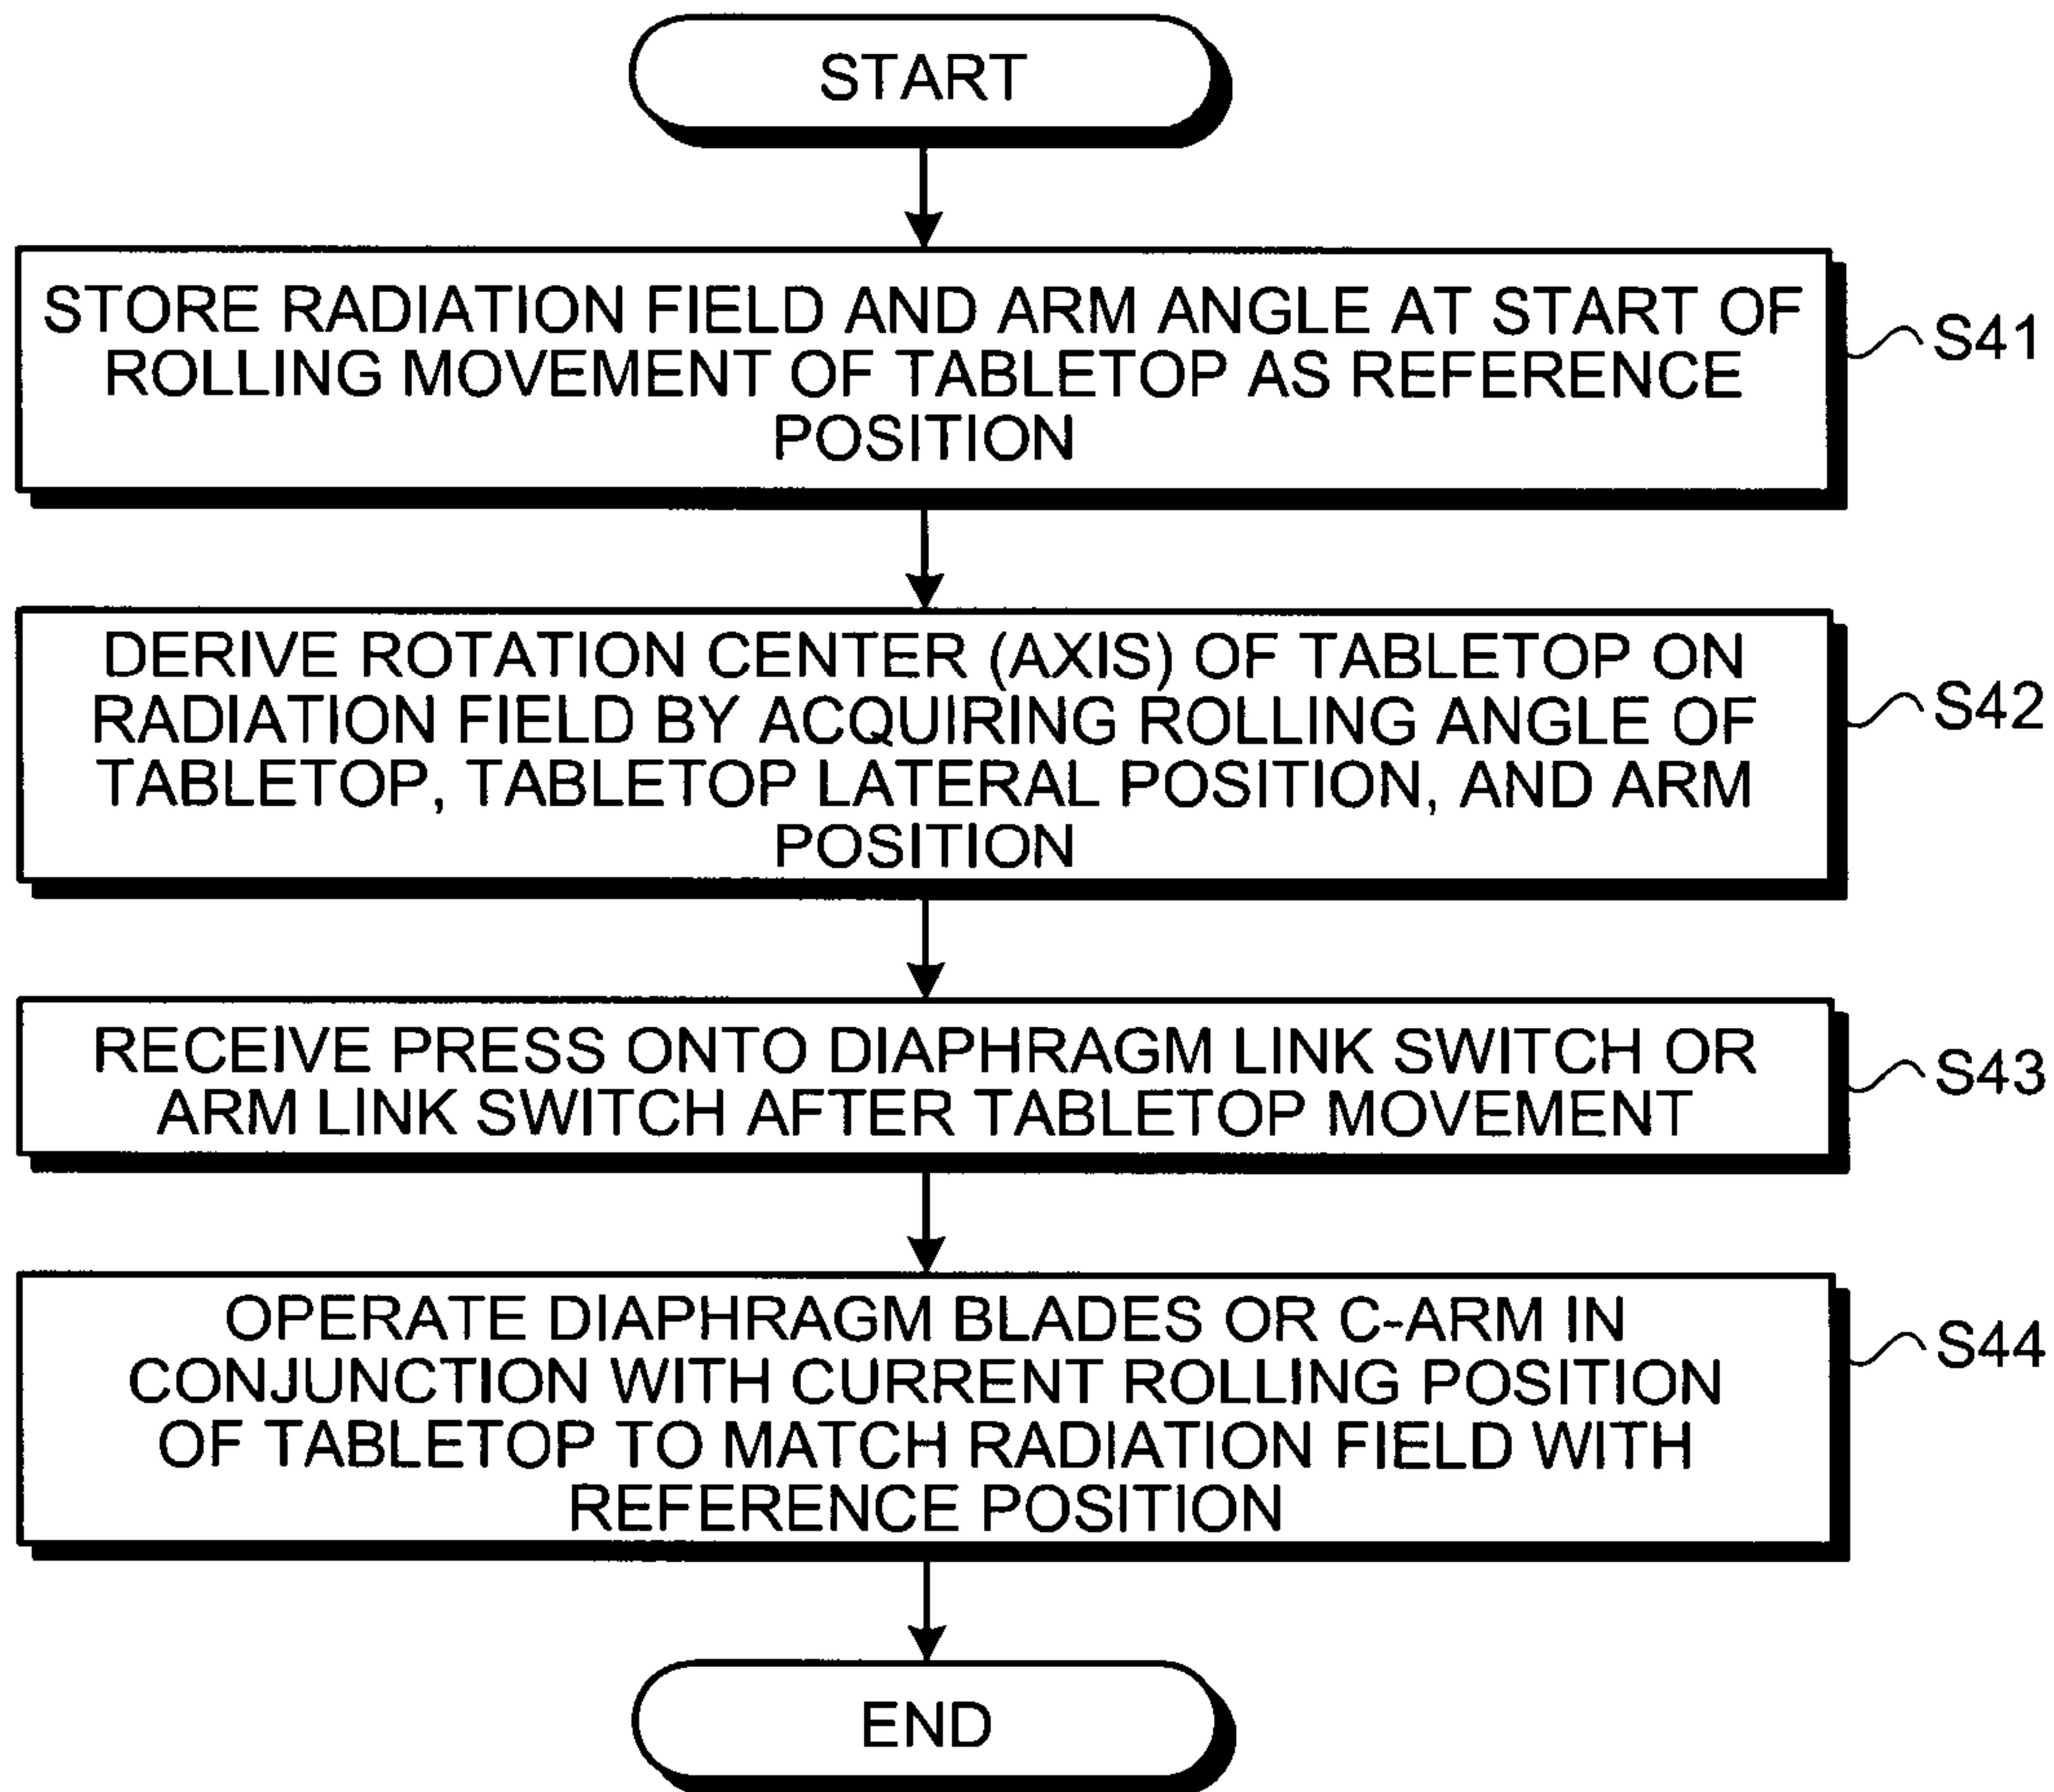 START
STORE RADIATION FIELD AND ARM ANGLE AT START OF
ROLLING MOVEMENT OF TABLETOP AS REFERENCE
POSITION
S41
DERIVE ROTATION CENTER (AXIS) OF TABLETOP ON
RADIATION FIELD BY ACQUIRING ROLLING ANGLE OF
TABLETOP, TABLETOP LATERAL POSITION, AND ARM
POSITION
S42
RECEIVE PRESS ONTO DIAPHRAGM LINK SWITCH OR
ARM LINK SWITCH AFTER TABLETOP MOVEMENT
S43
OPERATE DIAPHRAGM BLADES OR C-ARM IN
CONJUNCTION WITH CURRENT ROLLING POSITION
OF TABLETOP TO MATCH RADIATION FIELD WITH
REFERENCE POSITION
S44
END